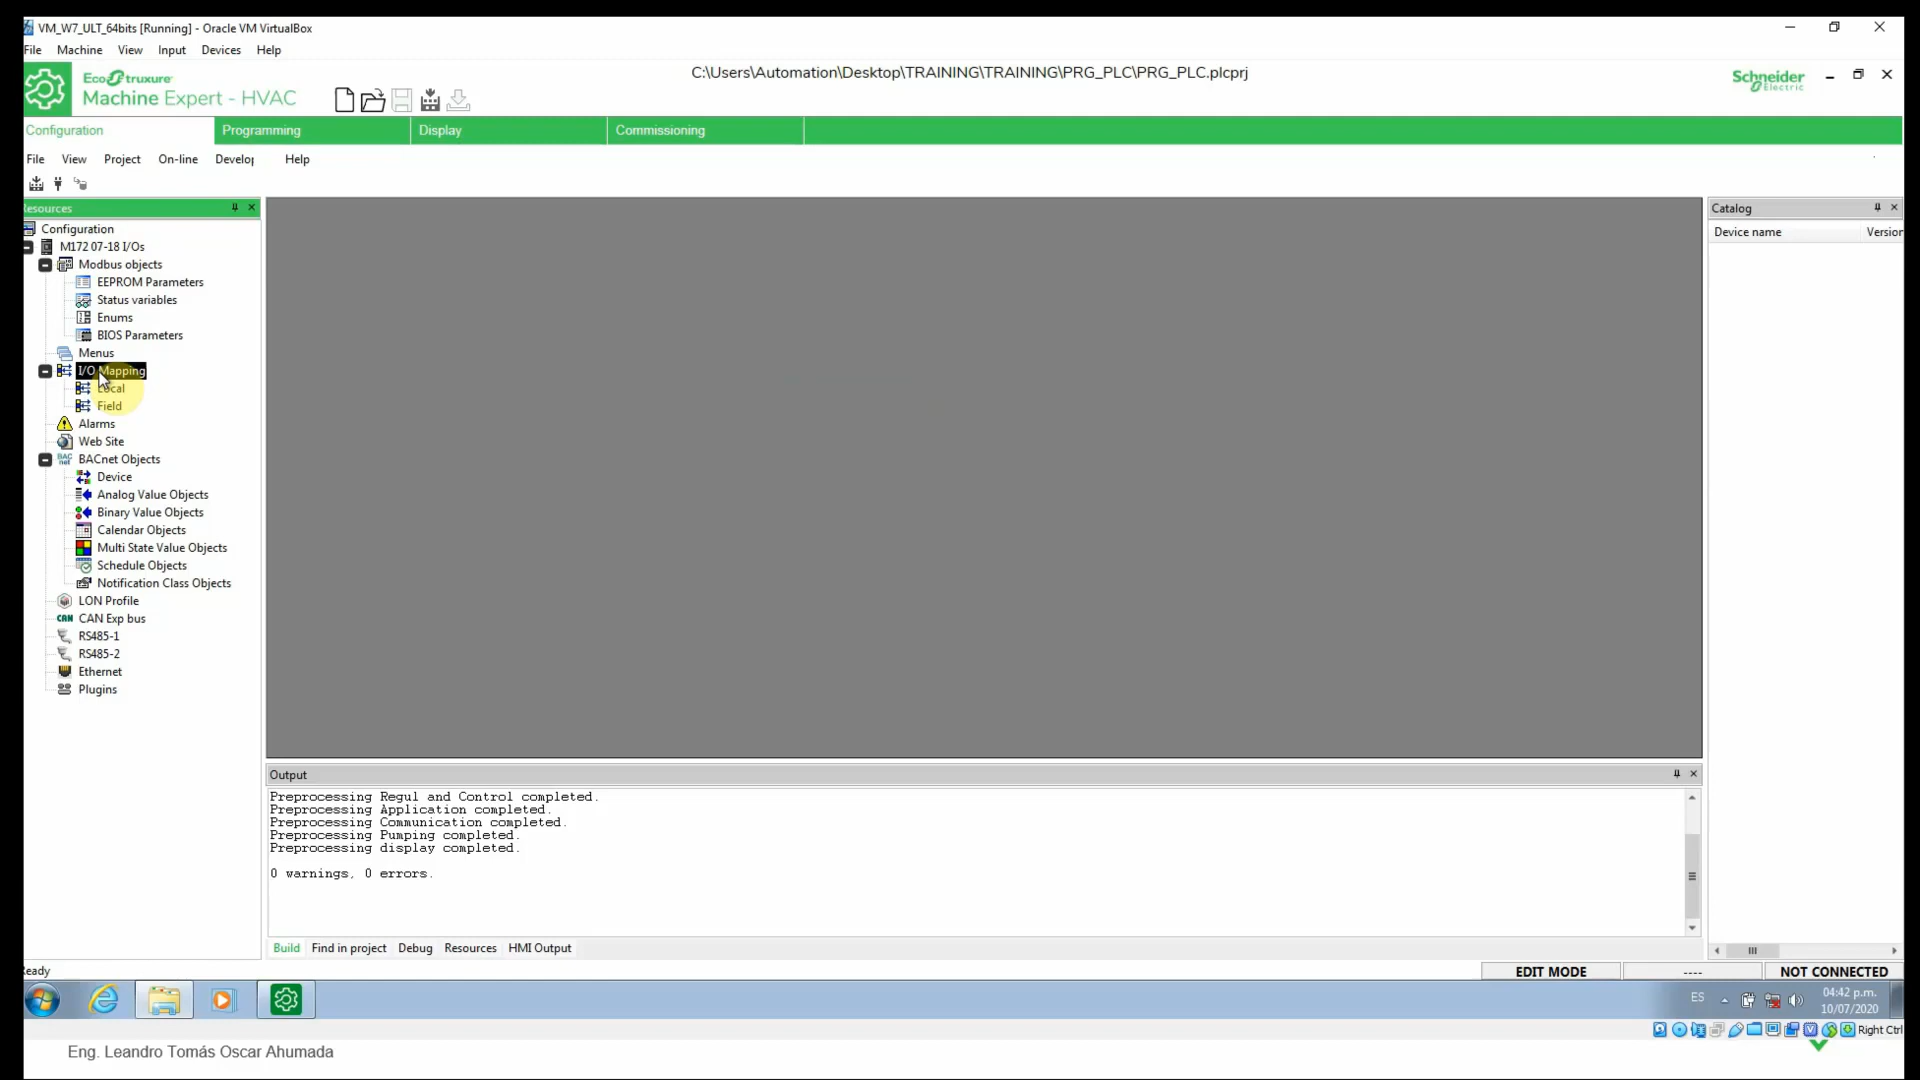 VM_W7_ULT_64bits [Running] - Oracle VM VirtualBox
File Machine View Input Devices Help
EcoStruxure
Machine Expert - HVAC
C:\Users\Automation\Desktop\TRAINING\TRAINING\PRG_PLC\PRG_PLC.plcprj
Schneider
Electric
Configuration Programming Display Commissioning
File View Project On-line Develop Help
esources
Catalog
Device name Version
Configuration
M172 07-18 I/Os
Modbus objects
EEPROM Parameters
Status variables
Enums
BIOS Parameters
Menus
I/O Mapping
Local
Field
Alarms
Web Site
BACnet Objects
Device
Analog Value Objects
Binary Value Objects
Calendar Objects
Multi State Value Objects
Schedule Objects
Notification Class Objects
LON Profile
CAN Exp bus
RS485-1
RS485-2
Ethernet
Plugins
Output
Preprocessing Regul and Control completed.
Preprocessing Application completed.
Preprocessing Communication completed.
Preprocessing Pumping completed.
Preprocessing display completed.
0 warnings, 0 errors.
Build Find in project Debug Resources HMI Output
eady
EDIT MODE ---- NOT CONNECTED
ES
04:42 p.m.
10/07/2020
Right Ctrl
Eng. Leandro Tomás Oscar Ahumada